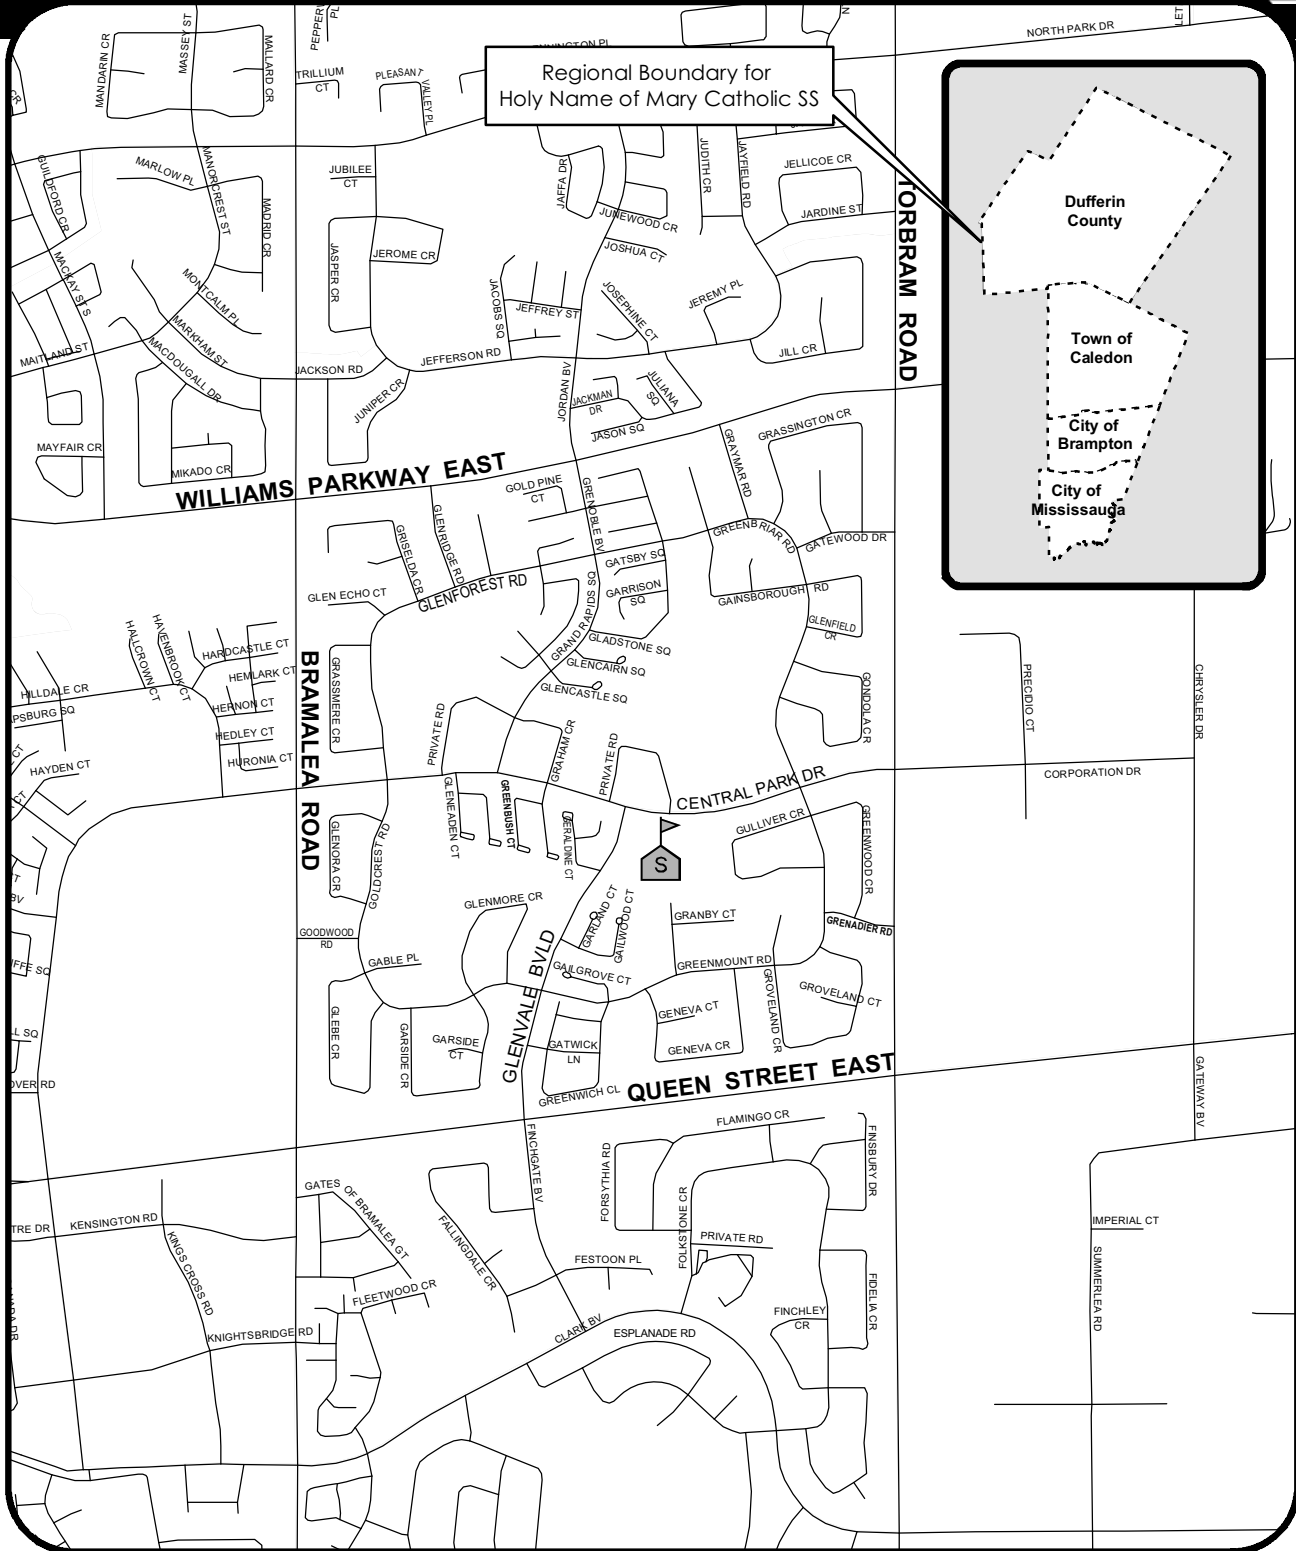 NORTH PARK DR
MANDARIN CR
MASSEY ST
MALLARD CR
TRILLIUM
CT
PLEASANT
VALLEY PL
Regional Boundary for
Holy Name of Mary Catholic SS
Dufferin
County
Town of
Caledon
City of
Brampton
City of
Mississauga
GUILDFORD CR
MARLOW PL
MANORCREST ST
MADRID CR
JUBILEE
CT
JAFFA DR
JUDITH CR
JAYFIELD RD
JELLICOE CR
JARDINE ST
JUNEWOOD CR
JOSHUA CT
JASPER CR
JEROME CR
MACKAY ST S
MONTCALM PL
MARKHAM ST
MACDOUGALL DR
MAITLAND ST
JACOBS SQ
JEFFREY ST
JOSEPHINE CT
JEREMY PL
JILL CR
TORBRAM ROAD
JACKSON RD
JEFFERSON RD
JUNIPER CR
JORDAN BV
JACKMAN
DR
JULIANA
SQ
JASON SQ
MAYFAIR CR
MIKADO CR
WILLIAMS PARKWAY EAST
GRAYMAR RD
GRASSINGTON CR
GOLD PINE
CT
GRENOBLE BV
GRISELDA CR
GLENRIDGE RD
GREENBRIAR RD
GATEWOOD DR
GATSBY SQ
GLENFOREST RD
GLEN ECHO CT
GARRISON
SQ
GAINSBOROUGH RD
GLENFIELD
CR
GRAND RAPIDS SQ
GLADSTONE SQ
GLENCAIRN SQ
GLENCASTLE SQ
HALLCROWN CT
HAVENBROOK CT
HARDCASTLE CT
HEMLARK CT
HERNON CT
HEDLEY CT
HURONIA CT
HILLDALE CR
APSBURG SQ
HAYDEN CT
BRAMALEA ROAD
GRASSMERE CR
PRIVATE RD
GRAHAM CR
PRIVATE RD
GONDOLA CR
PRECIDIO CT
CHRYSLER DR
CORPORATION DR
CENTRAL PARK DR
GLENEADEN CT
GREENBUSH CT
GERALDINE CT
GULLIVER CR
GREENWOOD CR
S
GLENORA CR
GOLDCREST RD
GLENMORE CR
GARLAND CT
GAILWOOD CT
GRANBY CT
GRENADIER RD
GOODWOOD
RD
GABLE PL
GLENVALE BVLD
GAILGROVE CT
GREENMOUNT RD
GROVELAND CT
GROVELAND CR
GLEBE CR
GARSIDE CR
GARSIDE
CT
GATWICK
LN
GENEVA CT
GENEVA CR
GREENWICH CL
QUEEN STREET EAST
GATEWAY BV
IFFE SQ
LL SQ
OVER RD
FLAMINGO CR
FINCHGATE BV
FORSYTHIA RD
FINSBURY DR
GATES
OF BRAMALEA GT
FALLINGDALE CR
FOLKSTONE CR
PRIVATE RD
TRE DR
KENSINGTON RD
KINGS CROSS RD
FESTOON PL
FLEETWOOD CR
KNIGHTSBRIDGE RD
CLARK BV
ESPLANADE RD
FINCHLEY
CR
FIDELIA CR
IMPERIAL CT
SUMMERLEA RD